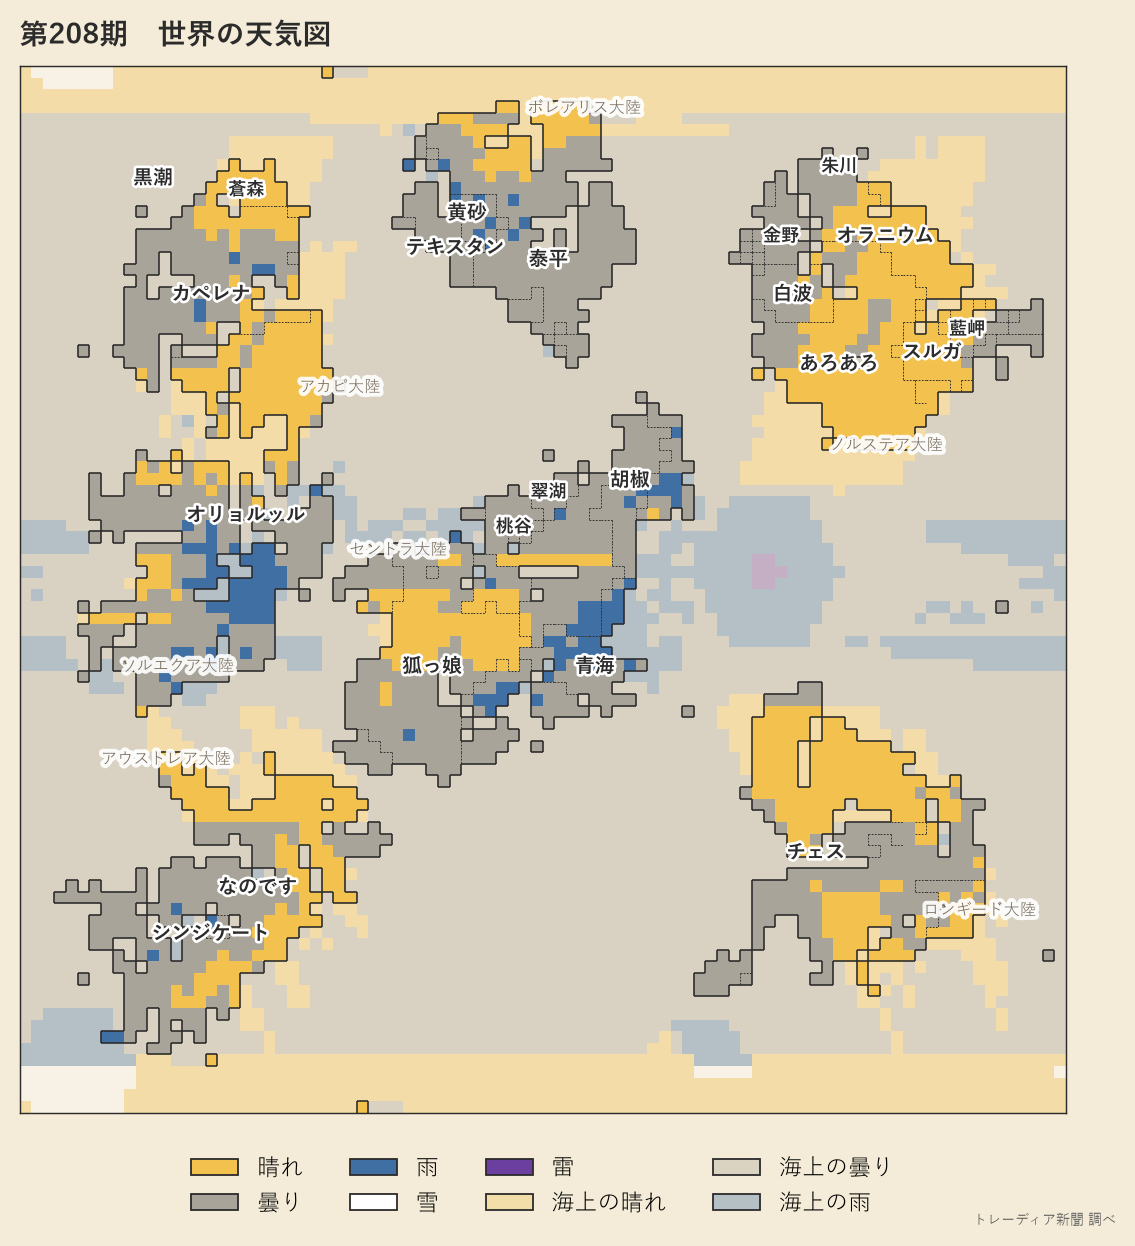 第208期　世界の天気図
ボレアリス大陸
朱川
黒潮
蒼森
黄砂
金野
オラニウム
テキスタン
泰平
カペレナ
白波
藍岬
スルガ
あろあろ
アカピ大陸
ノルステア大陸
胡椒
翠湖
オリョルッル
桃谷
セントラ大陸
ソルエクア大陸
狐っ娘
青海
アウストレア大陸
チェス
なのです
ロンギード大陸
シンジケート
晴れ
雨
雷
海上の曇り
曇り
雪
海上の晴れ
海上の雨
トレーディア新聞 調べ